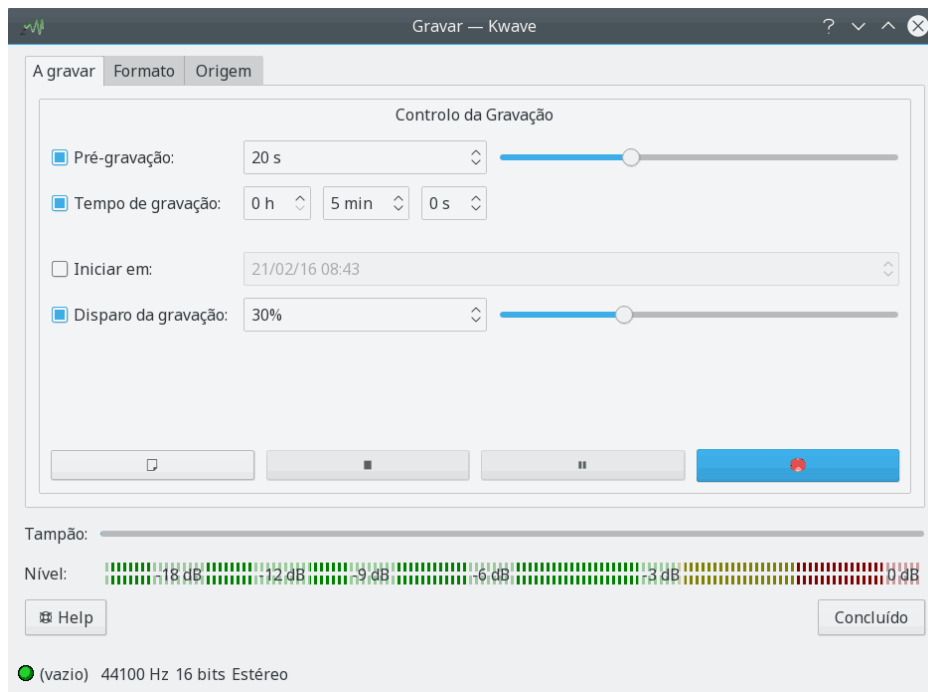 Gravar — Kwave
A gravar Formato Origem
Controlo da Gravação
Pré-gravação: 20 s
Tempo de gravação: 0 h 5 min 0 s
Iniciar em: 21/02/16 08:43
Disparo da gravação: 30%
Tampão:
Nível: -18 dB -12 dB -9 dB -6 dB -3 dB 0 dB
Help Concluído
(vazio) 44100 Hz 16 bits Estéreo